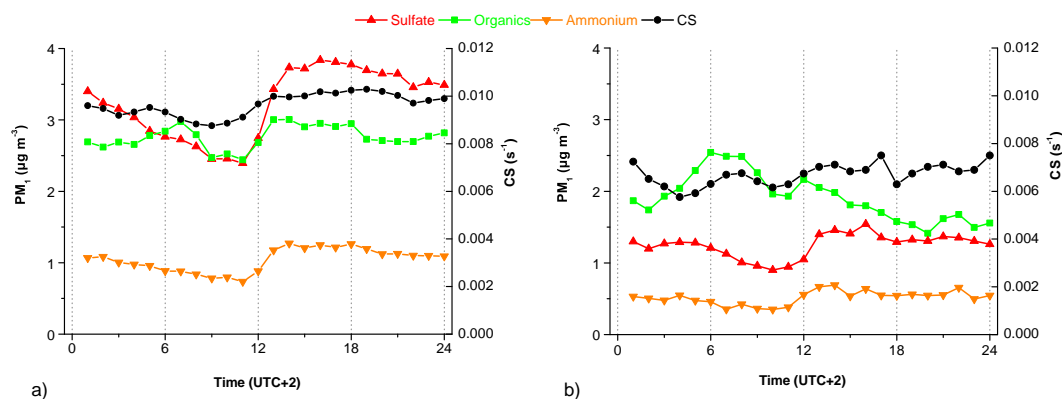 Sulfate Organics Ammonium CS
4
3
2
1
0
PM1 (µg m-3)
0.012
0.010
0.008
0.006
0.004
0.002
0.000
CS (s-1)
0 6 12 18 24
Time (UTC+2)
a)
4
3
2
1
0
PM1 (µg m-3)
0.012
0.010
0.008
0.006
0.004
0.002
0.000
CS (s-1)
0 6 12 18 24
Time (UTC+2)
b)